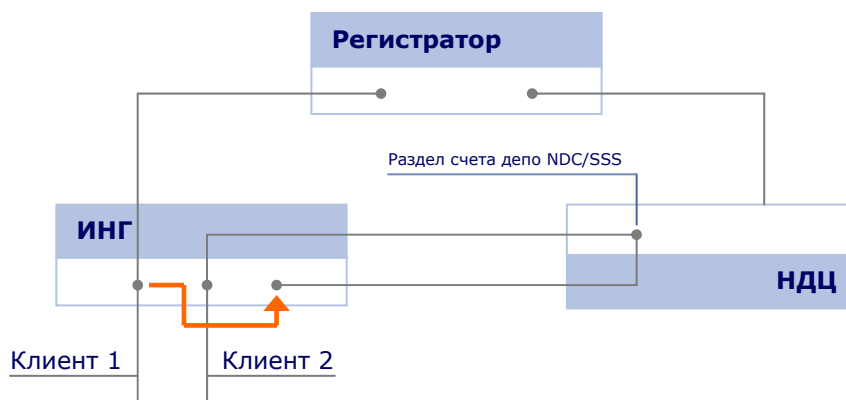 Регистратор
Раздел счета депо NDC/SSS
ИНГ
НДЦ
Клиент 1
Клиент 2